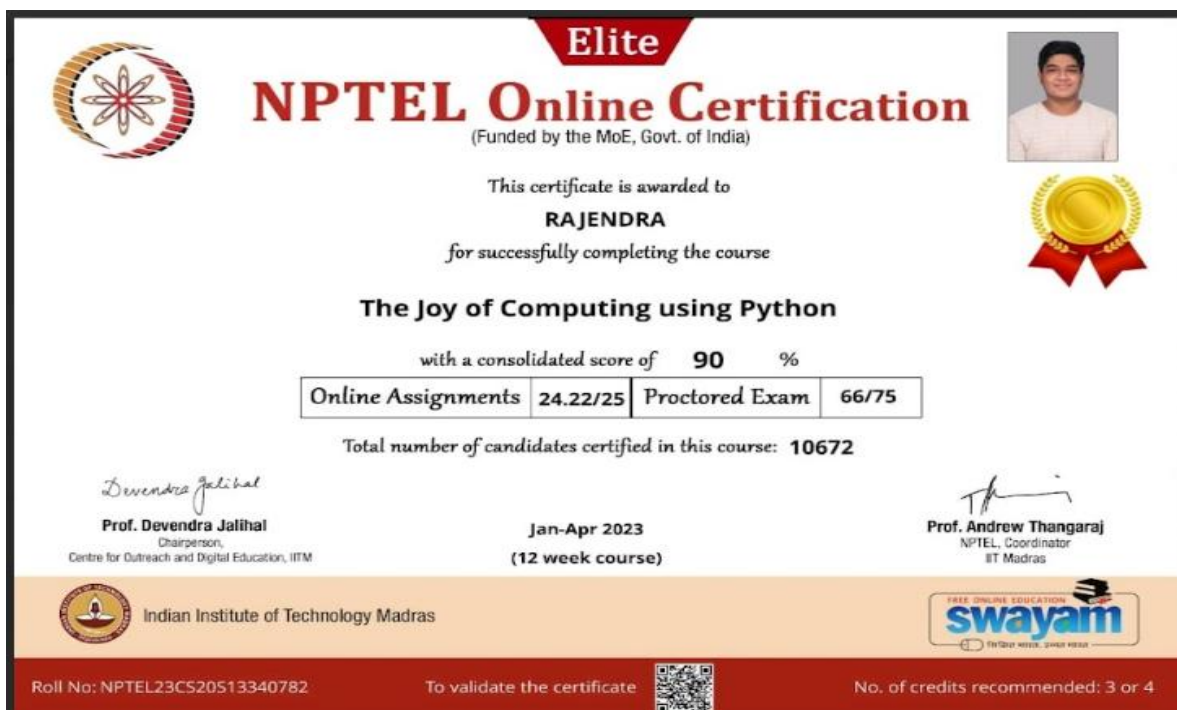 Elite
NPTEL Online Certification
(Funded by the MoE, Govt. of India)
This certificate is awarded to
RAJENDRA
for successfully completing the course
The Joy of Computing using Python
with a consolidated score of 90 %
Online Assignments 24.22/25 Proctored Exam 66/75
Total number of candidates certified in this course: 10672
Devendra Jalihal
Prof. Devendra Jalihal
Chairperson,
Centre for Outreach and Digital Education, IITM
Jan-Apr 2023
(12 week course)
Prof. Andrew Thangaraj
NPTEL, Coordinator
IIT Madras
Indian Institute of Technology Madras
FREE ONLINE EDUCATION
swayam
शिक्षित भारत, उन्नत भारत
Roll No: NPTEL23CS20S13340782
To validate the certificate
No. of credits recommended: 3 or 4